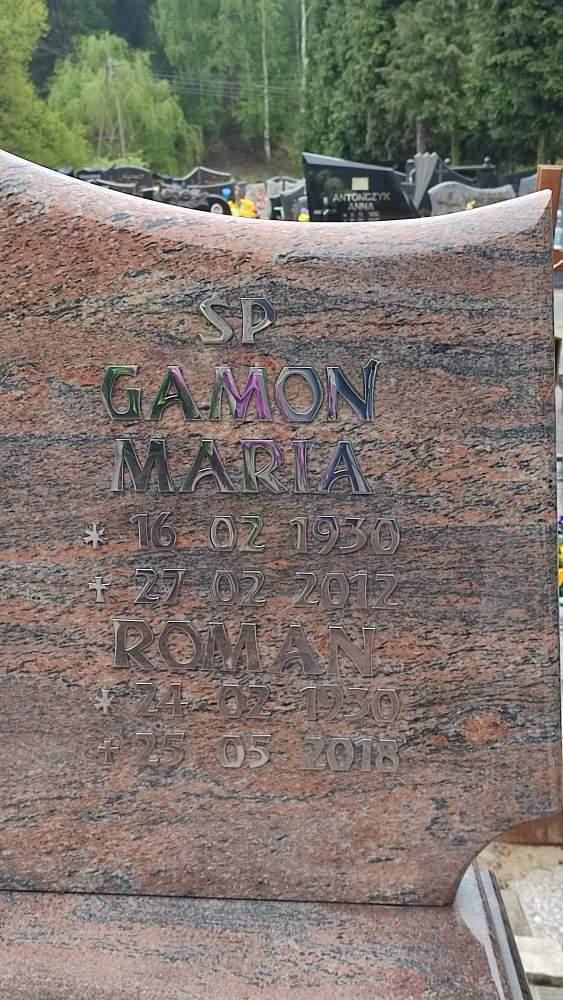 ANTOŃCZYK
ANNA
SP
GAMOŃ
MARIA
* 16 02 1930
✝ 27 02 2012
ROMAN
* 24 02 1930
✝ 25 05 2018